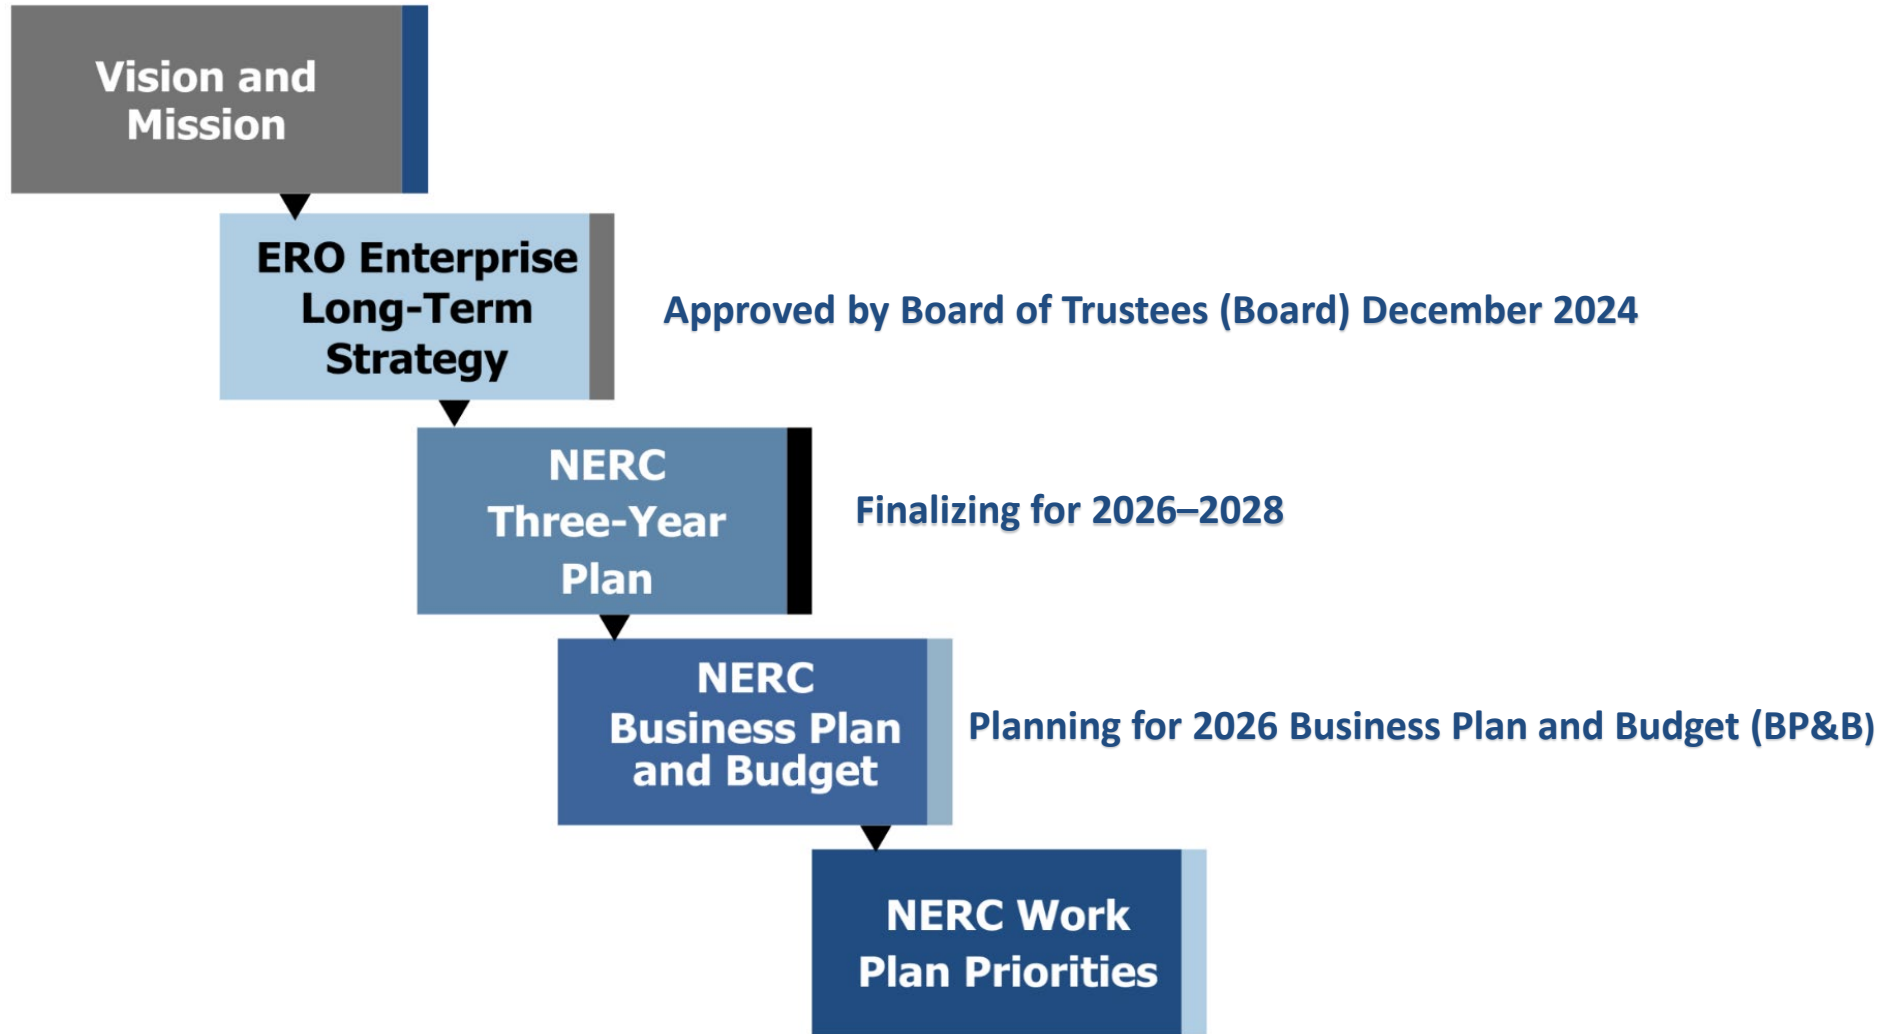 Vision and
Mission
ERO Enterprise
Long-Term
Strategy
Approved by Board of Trustees (Board) December 2024
NERC
Three-Year
Plan
Finalizing for 2026–2028
NERC
Business Plan
and Budget
Planning for 2026 Business Plan and Budget (BP&B)
NERC Work
Plan Priorities